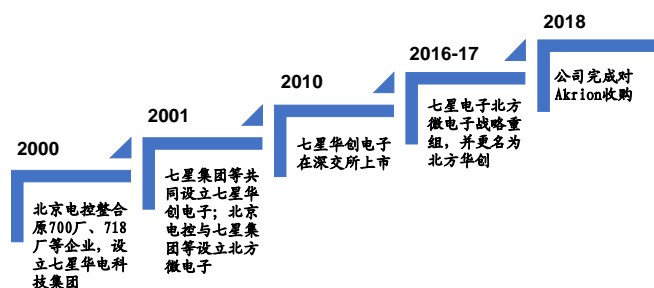 2000
北京电控整合
原700厂、718
厂等企业，设
立七星华电科
技集团
2001
七星集团等共
同设立七星华
创电子；北京
电控与七星集
团等设立北方
微电子
2010
七星华创电子
在深交所上市
2016-17
七星电子北方
微电子战略重
组，并更名为
北方华创
2018
公司完成对
Akrion收购